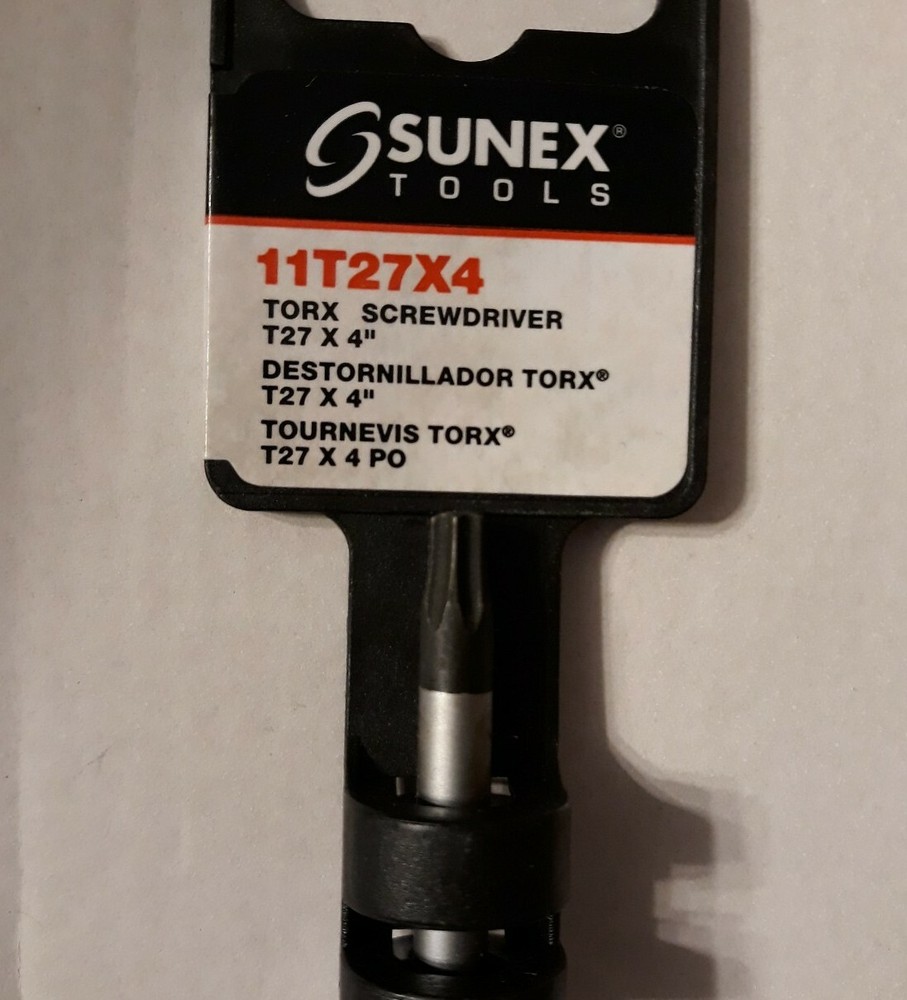 SUNEX®
TOOLS
11T27X4
TORX SCREWDRIVER
T27 X 4"
DESTORNILLADOR TORX®
T27 X 4"
TOURNEVIS TORX®
T27 X 4 PO